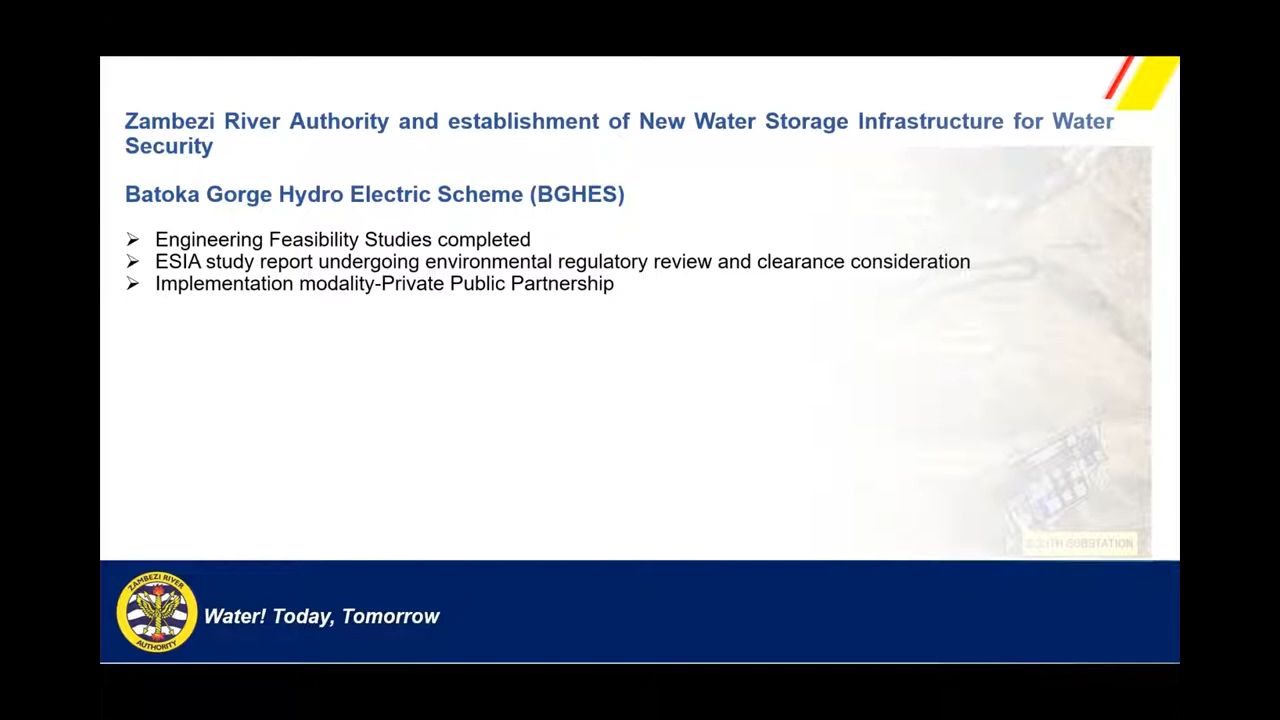 Zambezi River Authority and establishment of New Water Storage Infrastructure for Water
Security
Batoka Gorge Hydro Electric Scheme (BGHES)
➢ Engineering Feasibility Studies completed
➢ ESIA study report undergoing environmental regulatory review and clearance consideration
➢ Implementation modality-Private Public Partnership
SOUTH SUBSTATION
ZAMBEZI RIVER
AUTHORITY
Water! Today, Tomorrow